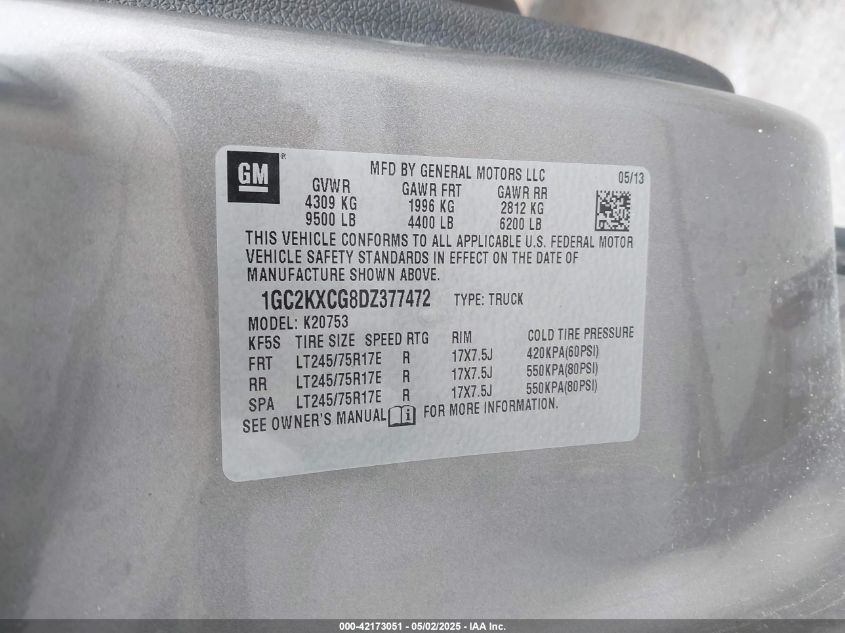 GM ®
MFD BY GENERAL MOTORS LLC 05/13
GVWR GAWR FRT GAWR RR
4309 KG 1996 KG 2812 KG
9500 LB 4400 LB 6200 LB
THIS VEHICLE CONFORMS TO ALL APPLICABLE U.S. FEDERAL MOTOR
VEHICLE SAFETY STANDARDS IN EFFECT ON THE DATE OF
MANUFACTURE SHOWN ABOVE.
1GC2KXCG8DZ377472 TYPE: TRUCK
MODEL: K20753
KF5S TIRE SIZE SPEED RTG RIM COLD TIRE PRESSURE
FRT LT245/75R17E R 17X7.5J 420KPA(60PSI)
RR LT245/75R17E R 17X7.5J 550KPA(80PSI)
SPA LT245/75R17E R 17X7.5J 550KPA(80PSI)
SEE OWNER'S MANUAL i FOR MORE INFORMATION.
000-42173051 - 05/02/2025 - IAA Inc.